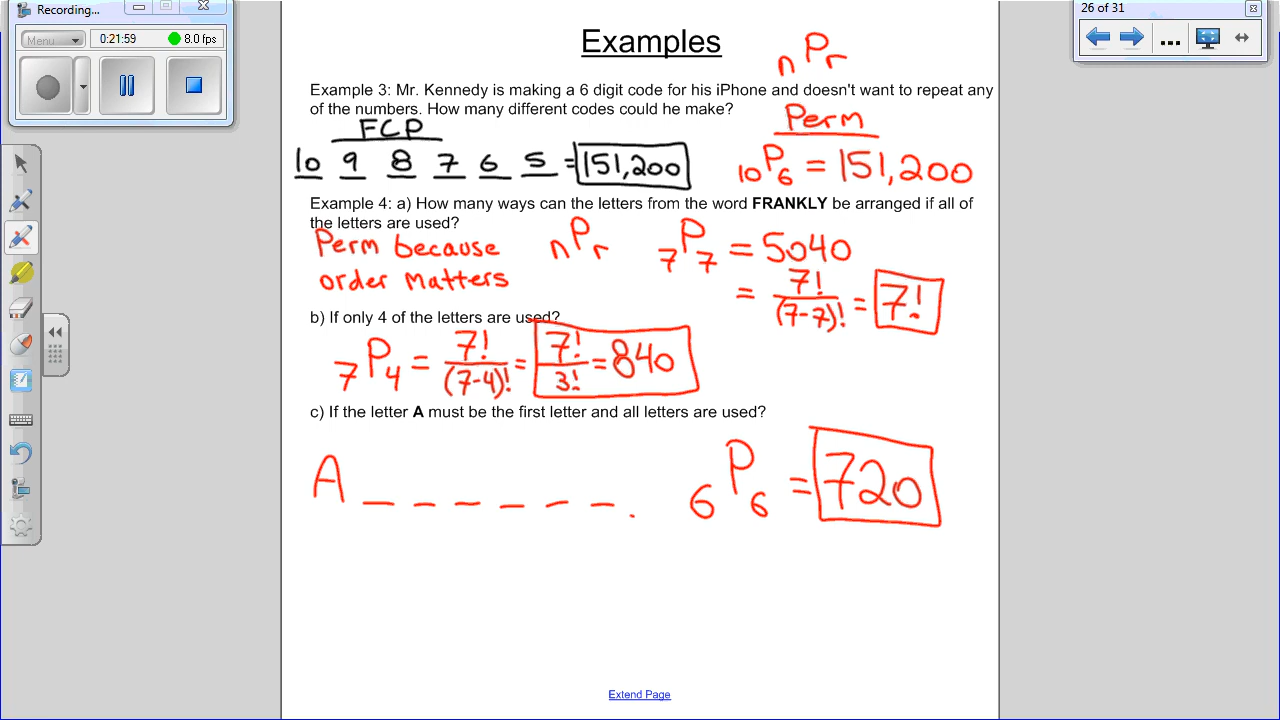 Recording...
Menu
0:21:59
8.0 fps
26 of 31
...
Examples
nPr
Example 3: Mr. Kennedy is making a 6 digit code for his iPhone and doesn't want to repeat any
of the numbers. How many different codes could he make?
FCP
10 9 8 7 6 5 = 151,200
Perm
10P6 = 151,200
Example 4: a) How many ways can the letters from the word FRANKLY be arranged if all of
the letters are used?
Perm because
order matters
nPr
7P7 = 5040
= 7!/(7-7)! = 7!
b) If only 4 of the letters are used?
7P4 = 7!/(7-4)! = 7!/3! = 840
c) If the letter A must be the first letter and all letters are used?
A _ _ _ _ _ _ .
6P6 = 720
Extend Page